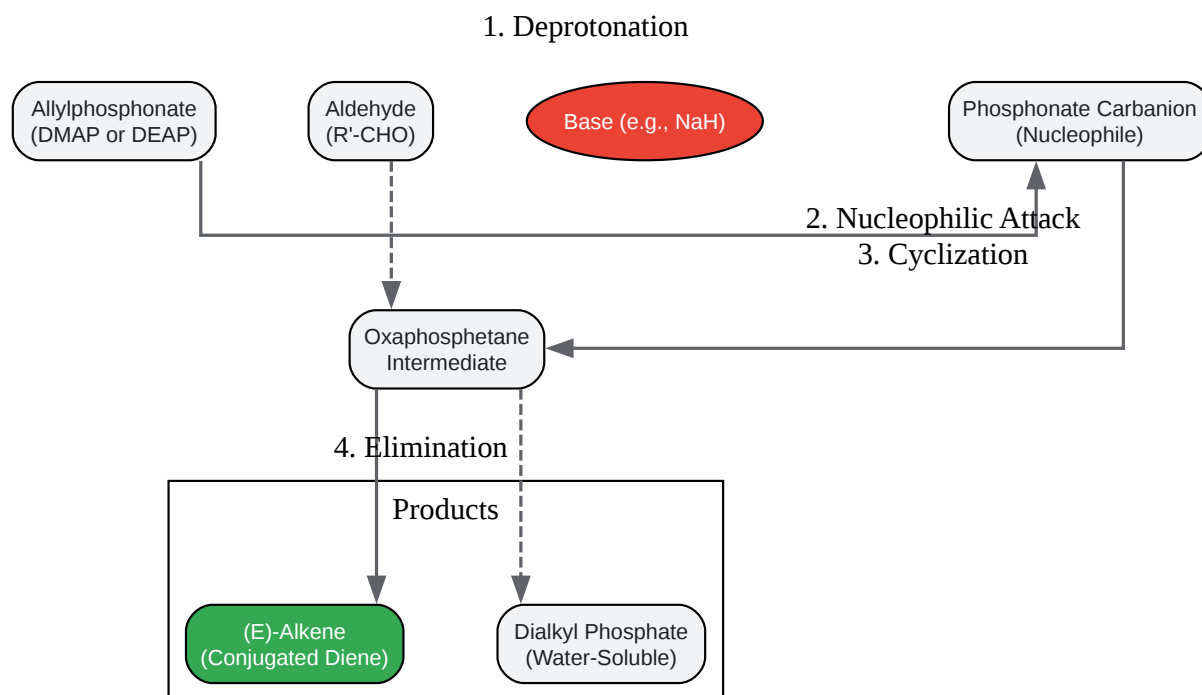 1. Deprotonation
Allylphosphonate
(DMAP or DEAP)
Aldehyde
(R'-CHO)
Base (e.g., NaH)
Phosphonate Carbanion
(Nucleophile)
2. Nucleophilic Attack
3. Cyclization
Oxaphosphetane
Intermediate
4. Elimination
Products
(E)-Alkene
(Conjugated Diene)
Dialkyl Phosphate
(Water-Soluble)